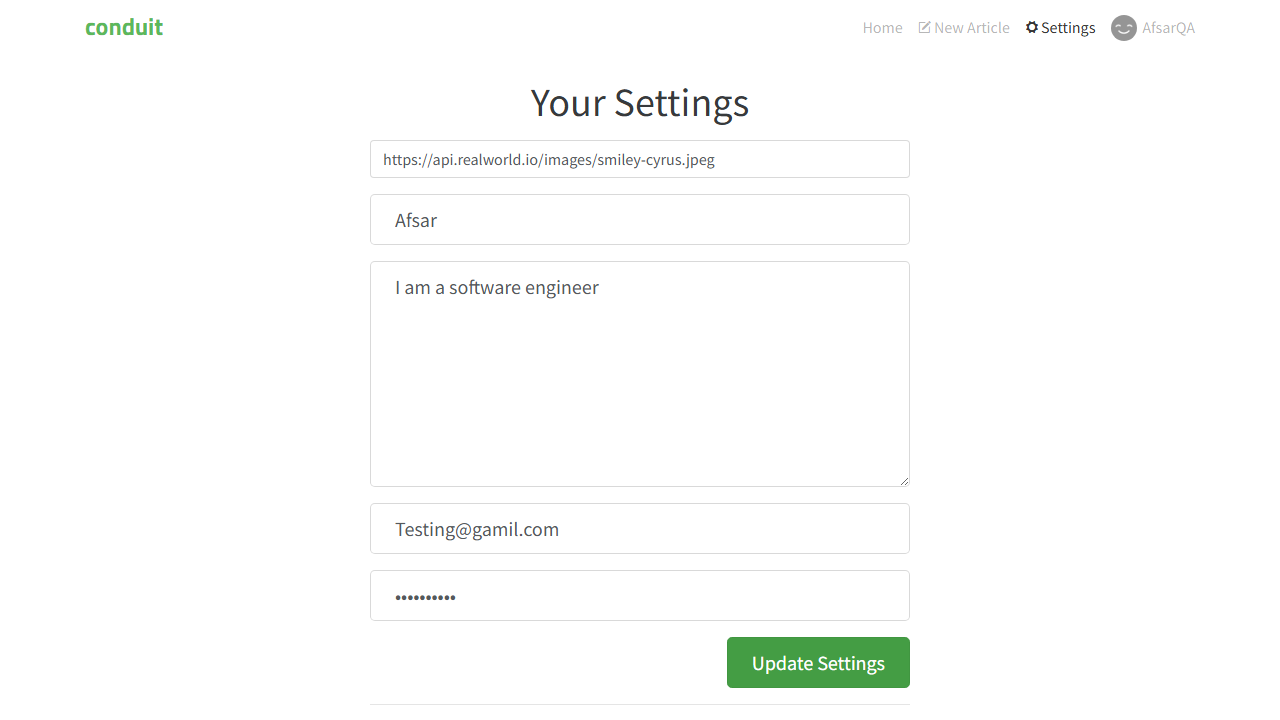 conduit
Home New Article Settings AfsarQA
Your Settings
https://api.realworld.io/images/smiley-cyrus.jpeg
Afsar
I am a software engineer
Testing@gamil.com
••••••••••
Update Settings